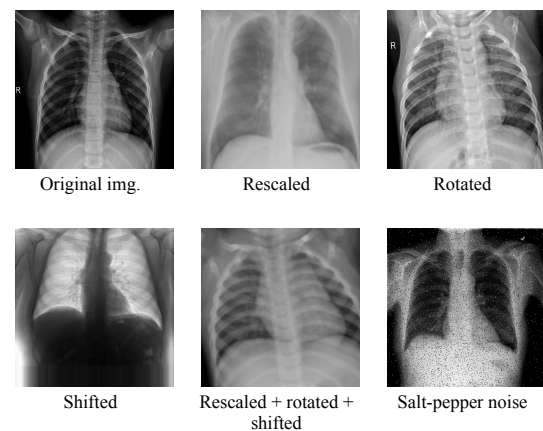 R
R
Original img.
Rescaled
Rotated
Shifted
Rescaled + rotated +
shifted
Salt-pepper noise